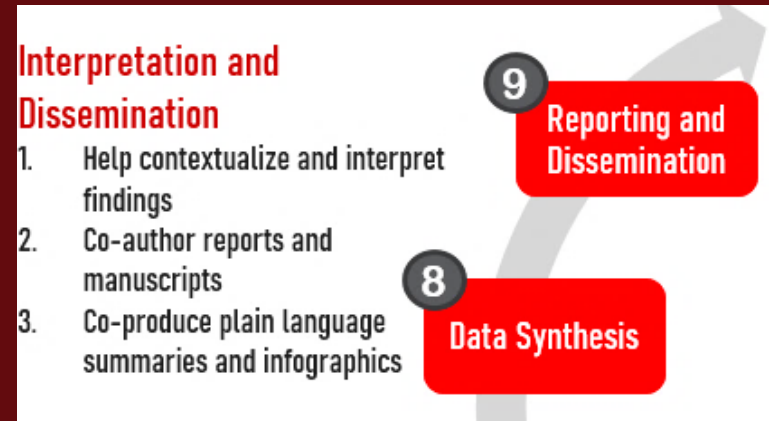 Interpretation and
Dissemination
1. Help contextualize and interpret
findings
2. Co-author reports and
manuscripts
3. Co-produce plain language
summaries and infographics
9
Reporting and
Dissemination
8
Data Synthesis